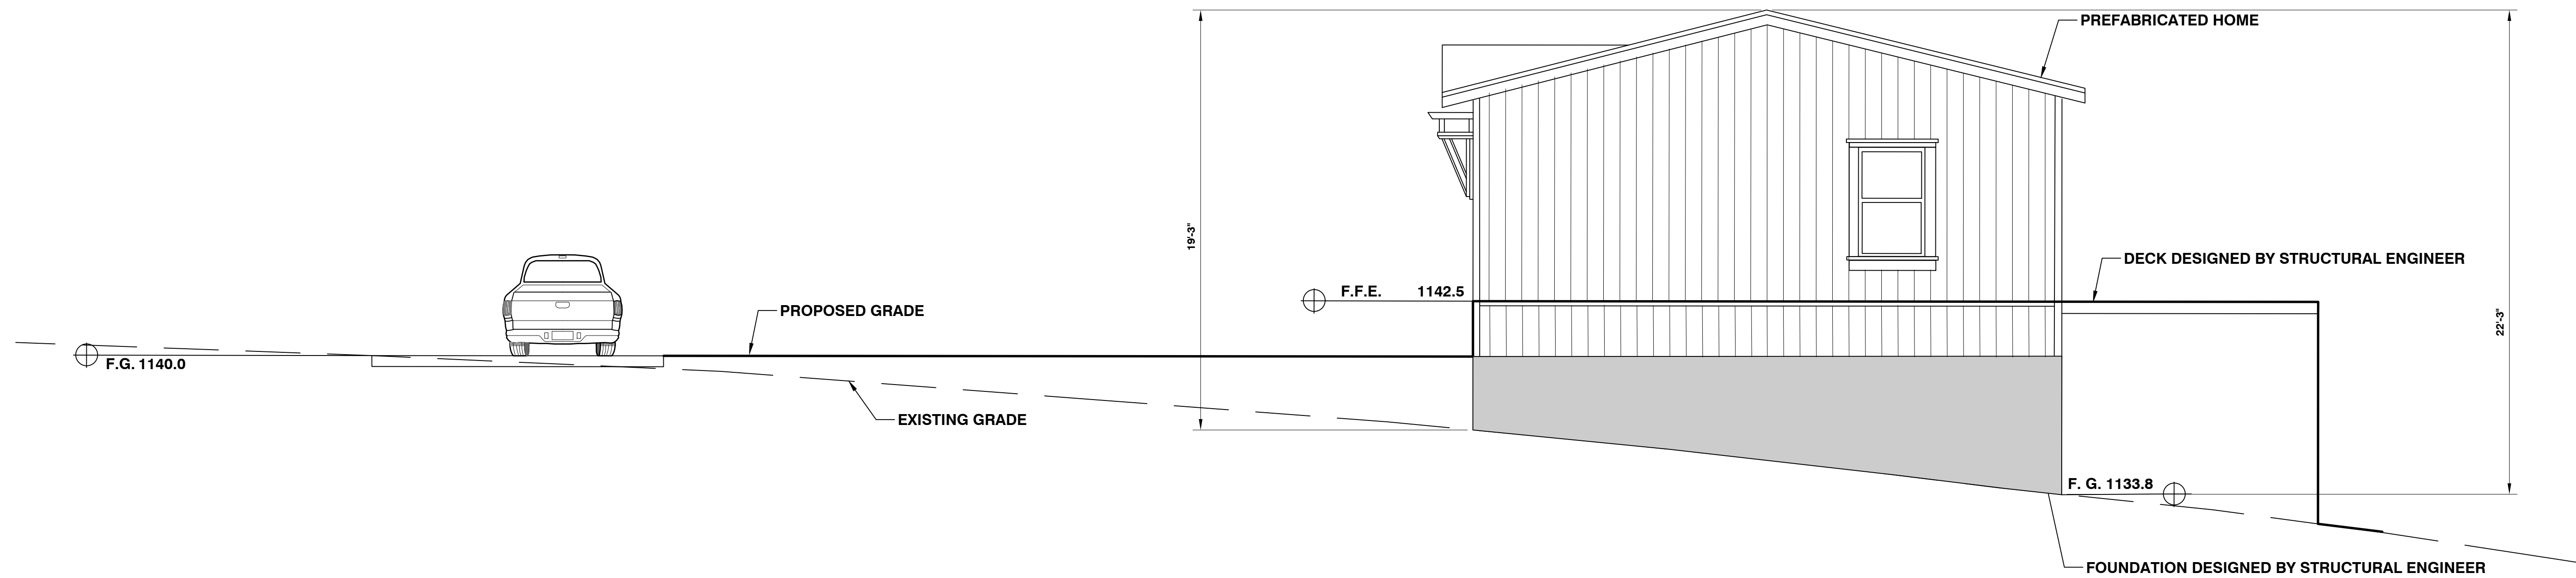 PREFABRICATED HOME
19'-3"
DECK DESIGNED BY STRUCTURAL ENGINEER
F.F.E. 1142.5
PROPOSED GRADE
22'-3"
F.G. 1140.0
EXISTING GRADE
F. G. 1133.8
FOUNDATION DESIGNED BY STRUCTURAL ENGINEER